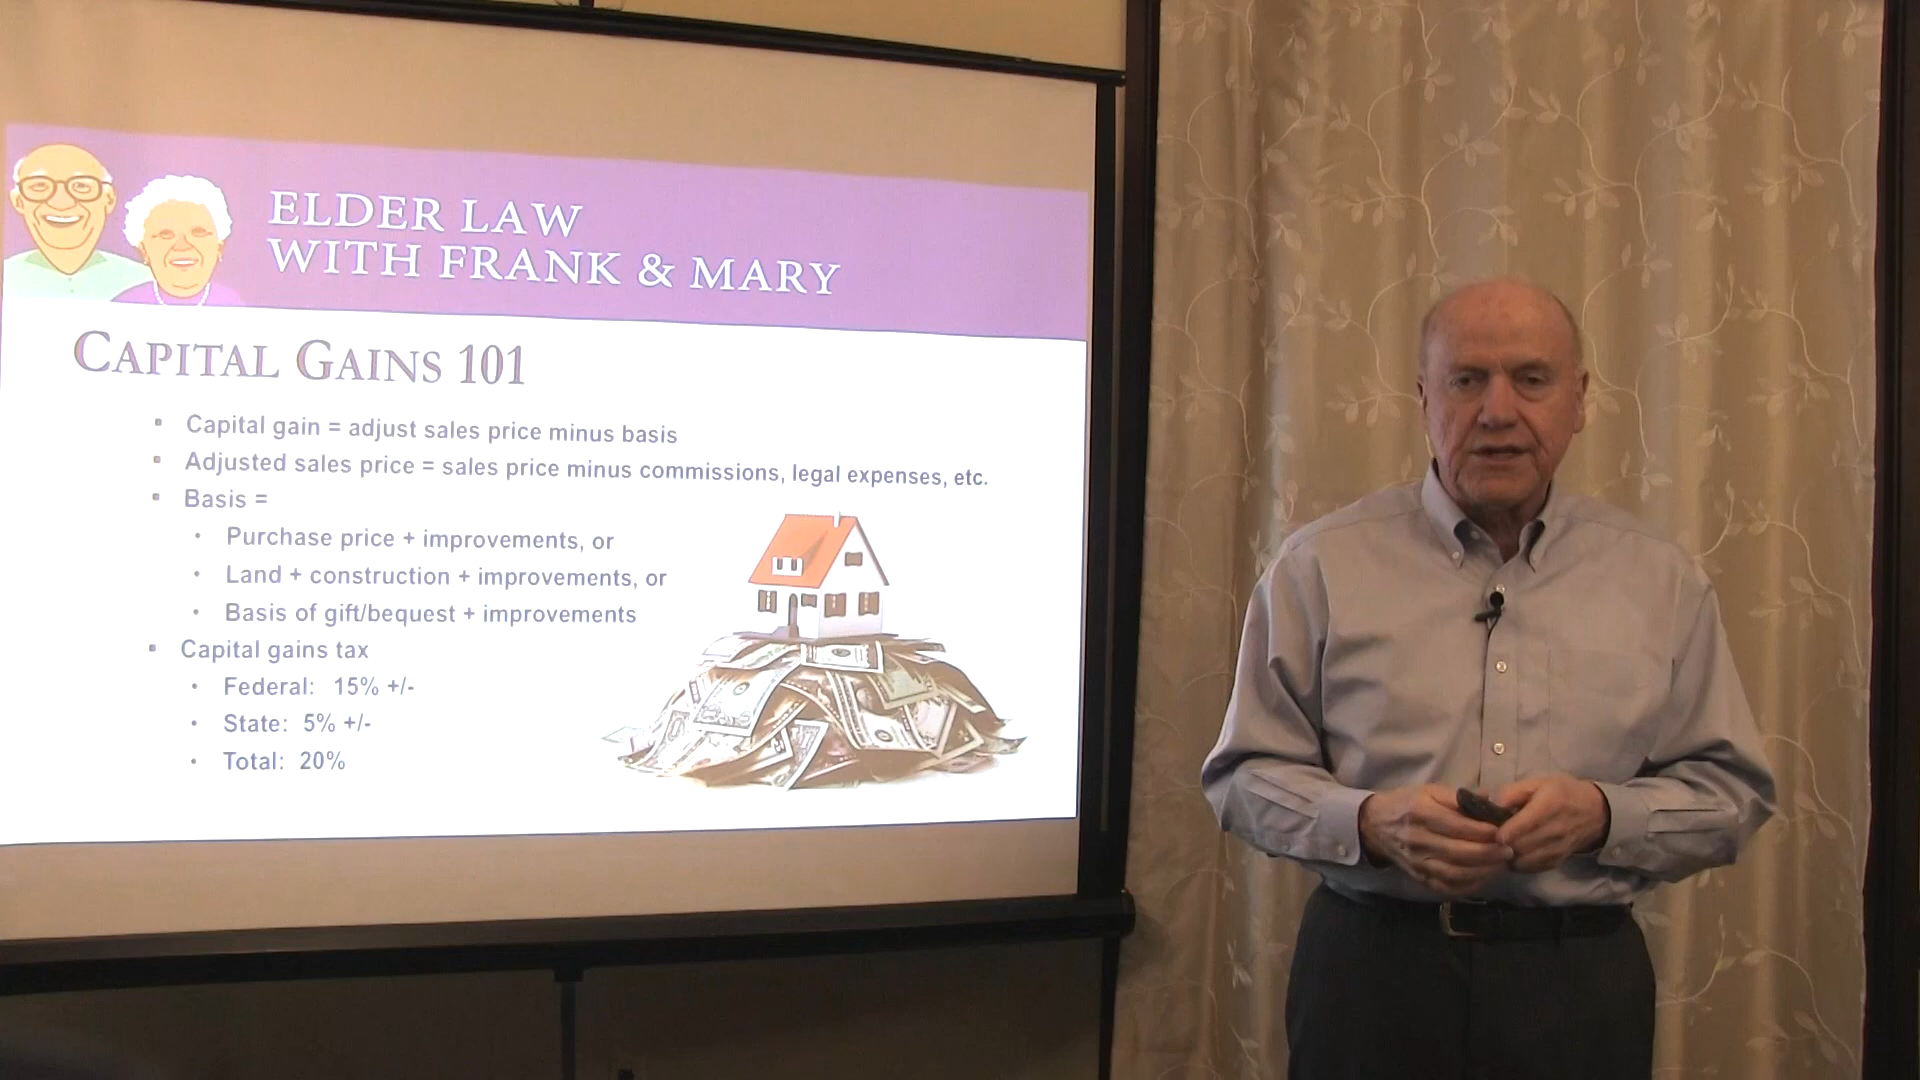 ELDER LAW
WITH FRANK & MARY
CAPITAL GAINS 101
▪ Capital gain = adjust sales price minus basis
▪ Adjusted sales price = sales price minus commissions, legal expenses, etc.
▪ Basis =
• Purchase price + improvements, or
• Land + construction + improvements, or
• Basis of gift/bequest + improvements
▪ Capital gains tax
• Federal: 15% +/-
• State: 5% +/-
• Total: 20%